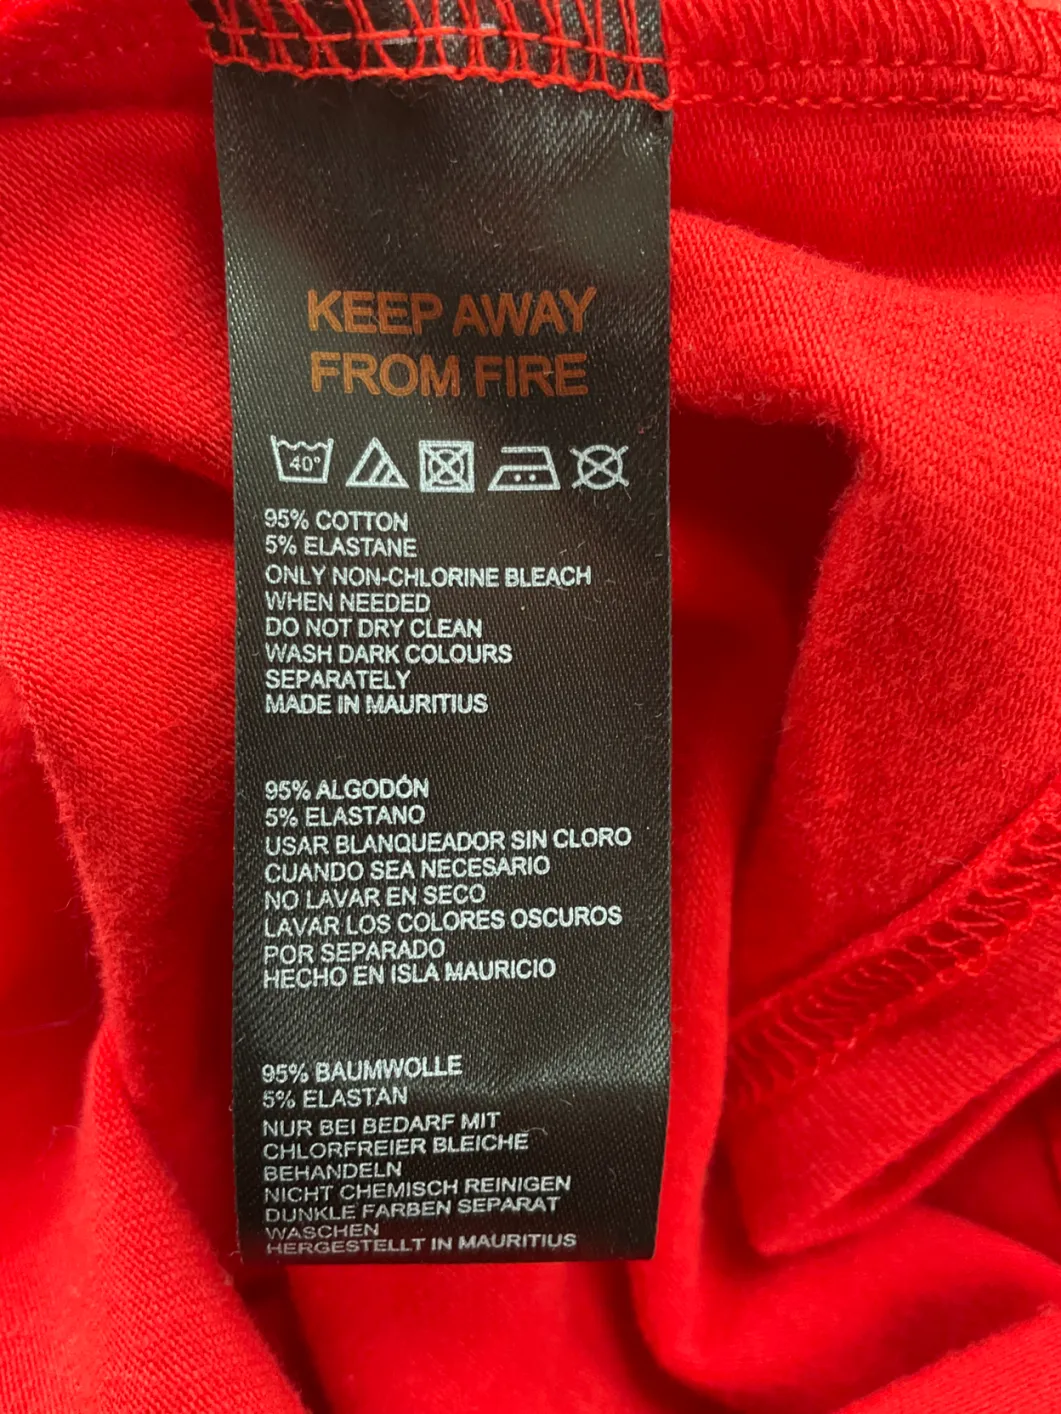 KEEP AWAY
FROM FIRE
40°
95% COTTON
5% ELASTANE
ONLY NON-CHLORINE BLEACH
WHEN NEEDED
DO NOT DRY CLEAN
WASH DARK COLOURS
SEPARATELY
MADE IN MAURITIUS
95% ALGODÓN
5% ELASTANO
USAR BLANQUEADOR SIN CLORO
CUANDO SEA NECESARIO
NO LAVAR EN SECO
LAVAR LOS COLORES OSCUROS
POR SEPARADO
HECHO EN ISLA MAURICIO
95% BAUMWOLLE
5% ELASTAN
NUR BEI BEDARF MIT
CHLORFREIER BLEICHE
BEHANDELN
NICHT CHEMISCH REINIGEN
DUNKLE FARBEN SEPARAT
WASCHEN
HERGESTELLT IN MAURITIUS